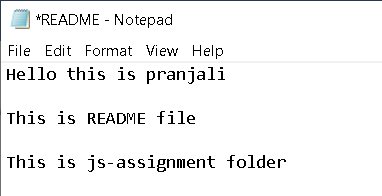 *README - Notepad
File Edit Format View Help
Hello this is pranjali
This is README file
This is js-assignment folder